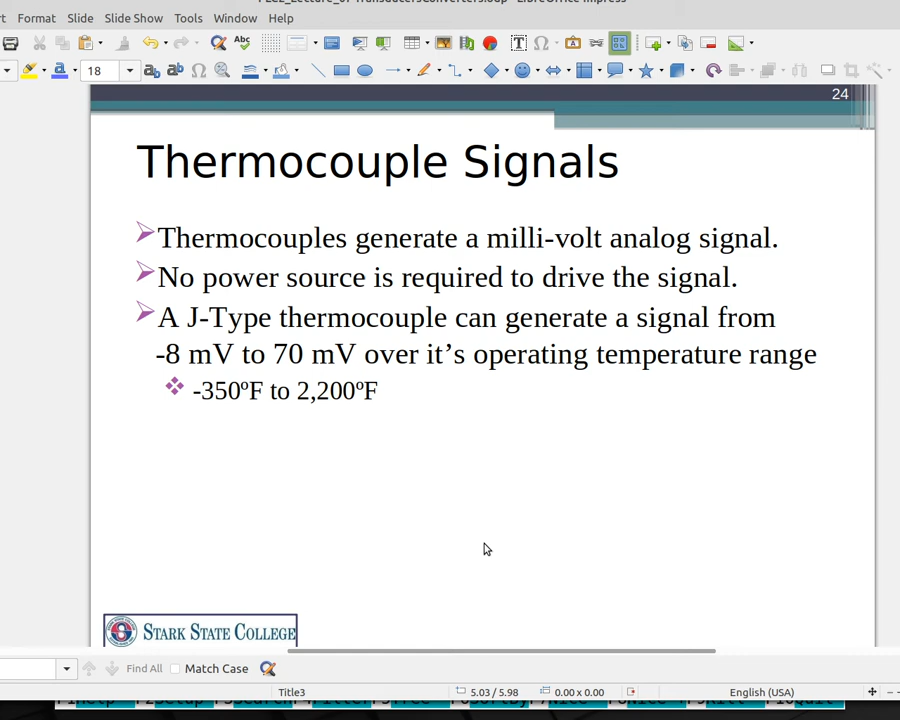 Format Slide Slide Show Tools Window Help
18
24
Thermocouple Signals
Thermocouples generate a milli-volt analog signal.
No power source is required to drive the signal.
A J-Type thermocouple can generate a signal from
-8 mV to 70 mV over it’s operating temperature range
-350ºF to 2,200ºF
STARK STATE COLLEGE
Find All Match Case
Title3 5.03 / 5.98 0.00 x 0.00 English (USA)